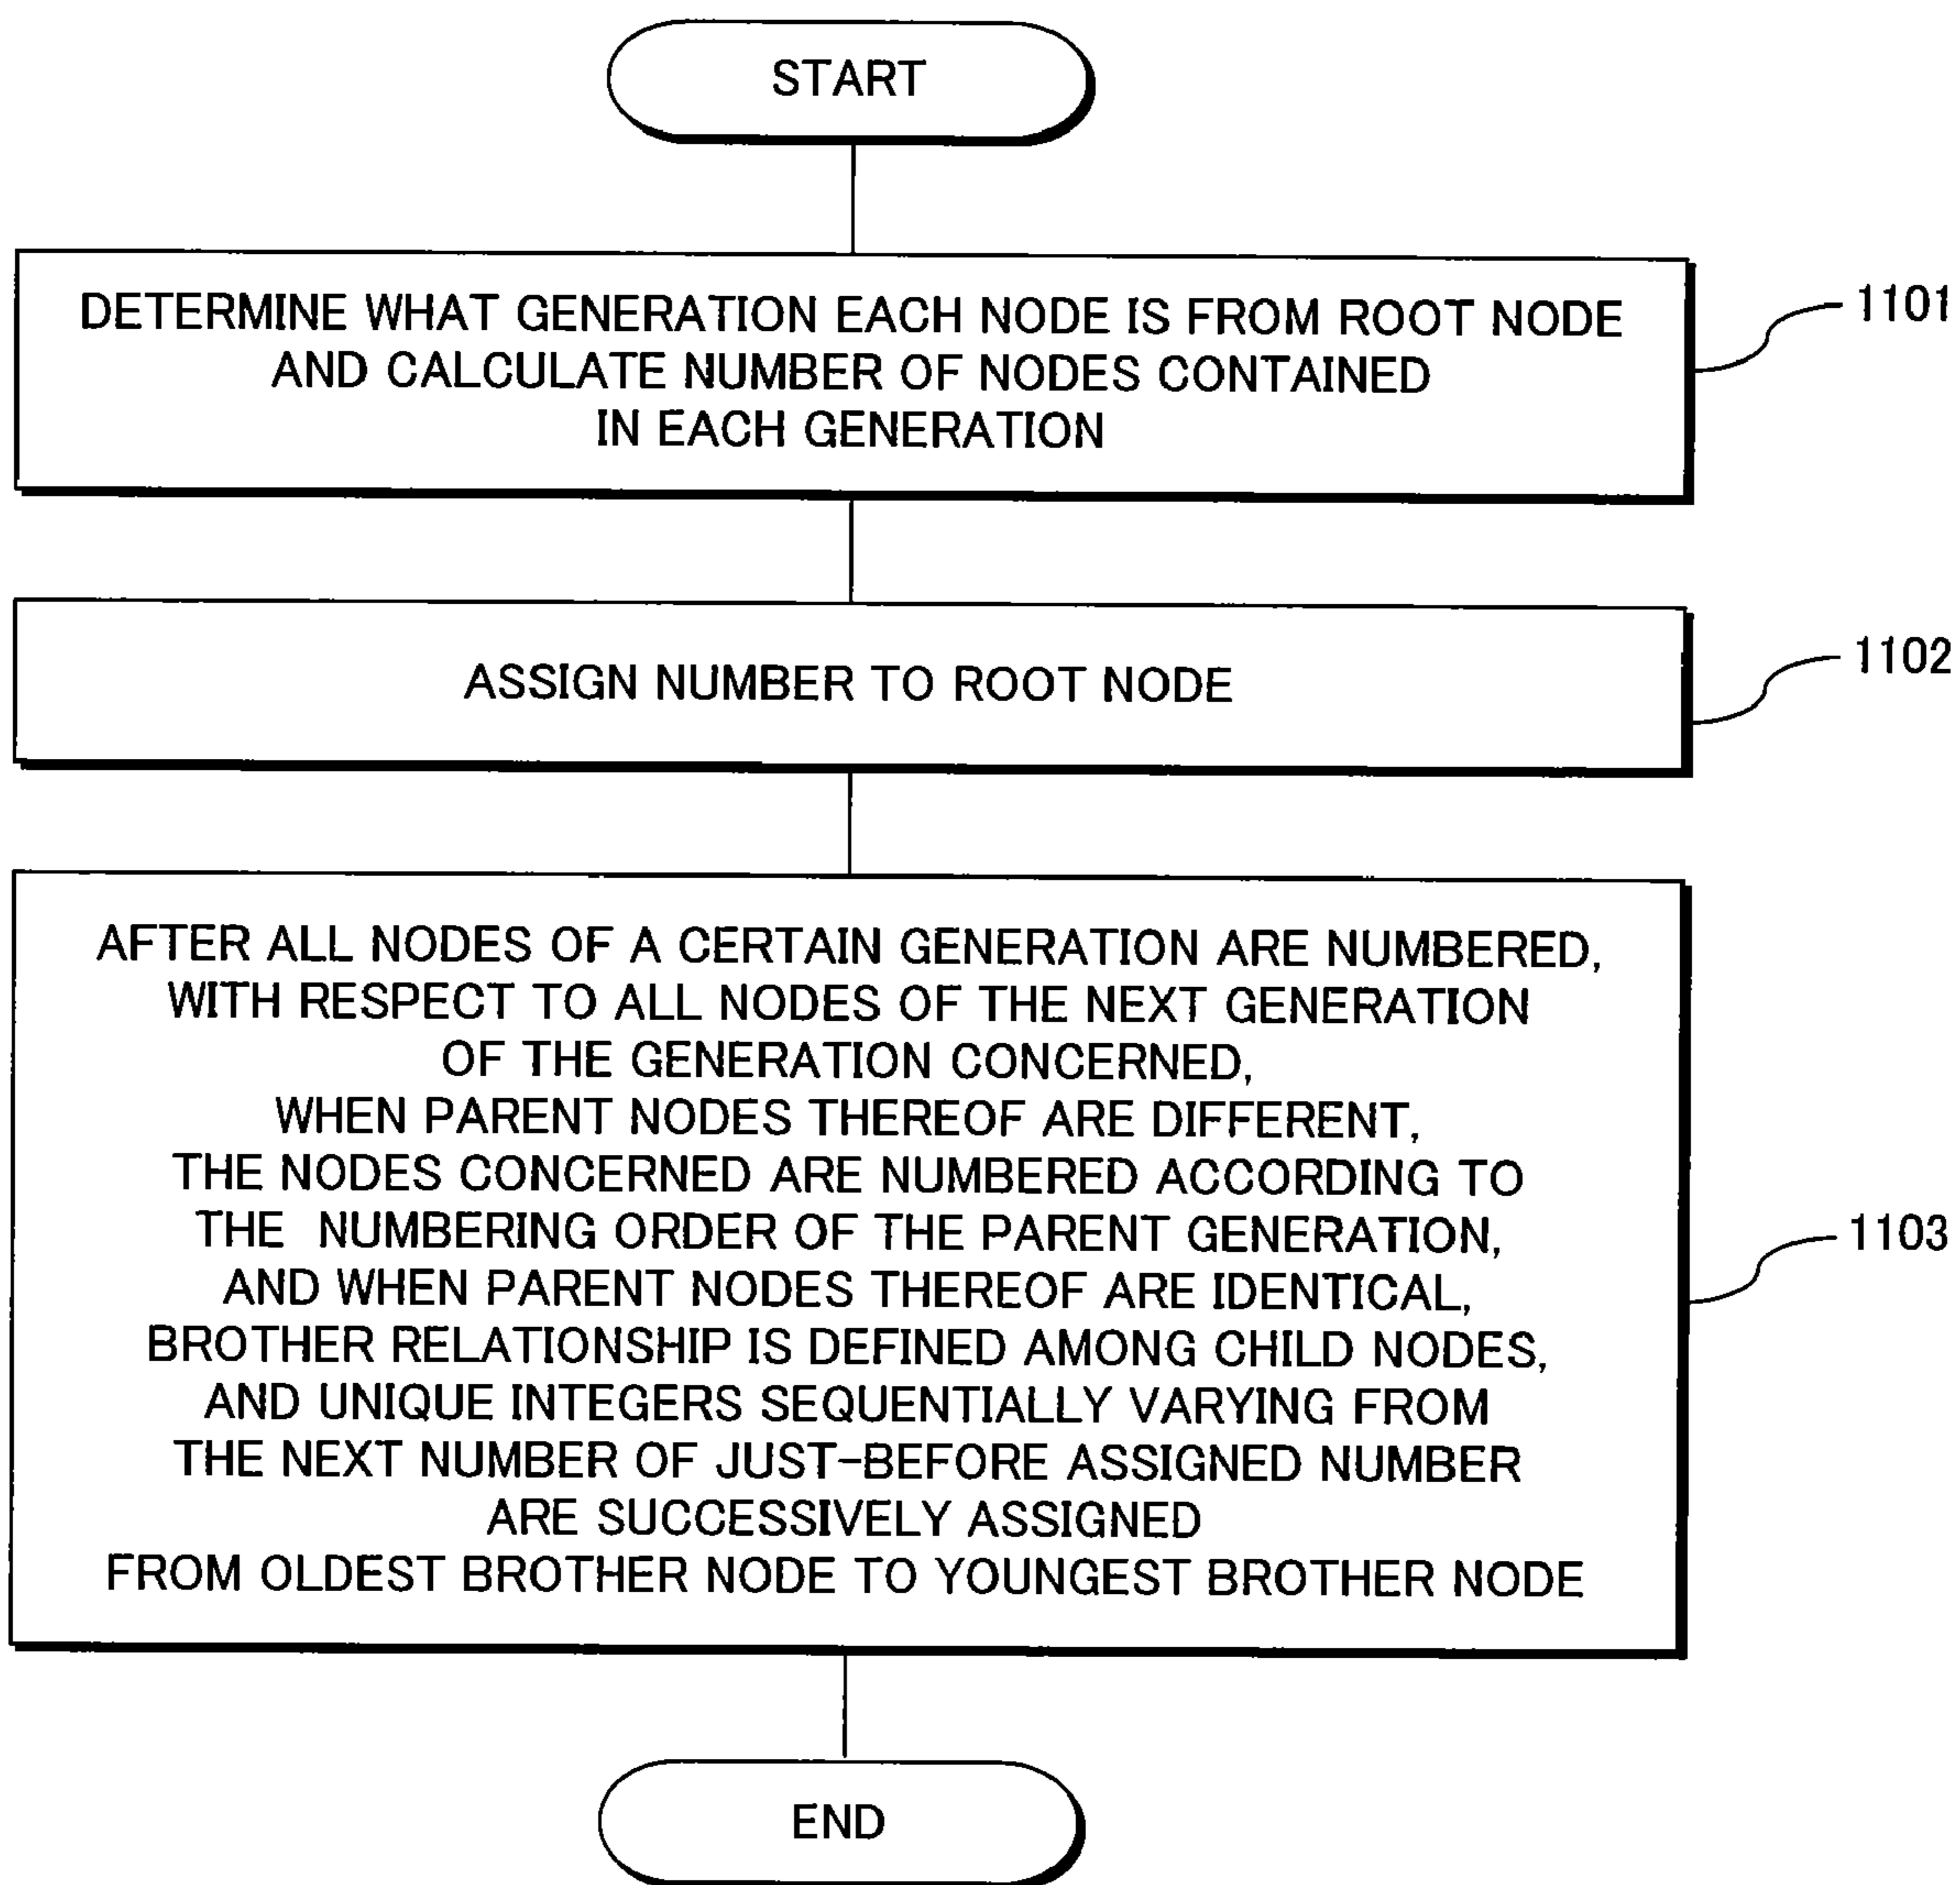 START
DETERMINE WHAT GENERATION EACH NODE IS FROM ROOT NODE
AND CALCULATE NUMBER OF NODES CONTAINED
IN EACH GENERATION
1101
ASSIGN NUMBER TO ROOT NODE
1102
AFTER ALL NODES OF A CERTAIN GENERATION ARE NUMBERED,
WITH RESPECT TO ALL NODES OF THE NEXT GENERATION
OF THE GENERATION CONCERNED,
WHEN PARENT NODES THEREOF ARE DIFFERENT,
THE NODES CONCERNED ARE NUMBERED ACCORDING TO
THE NUMBERING ORDER OF THE PARENT GENERATION,
AND WHEN PARENT NODES THEREOF ARE IDENTICAL,
BROTHER RELATIONSHIP IS DEFINED AMONG CHILD NODES,
AND UNIQUE INTEGERS SEQUENTIALLY VARYING FROM
THE NEXT NUMBER OF JUST-BEFORE ASSIGNED NUMBER
ARE SUCCESSIVELY ASSIGNED
FROM OLDEST BROTHER NODE TO YOUNGEST BROTHER NODE
1103
END